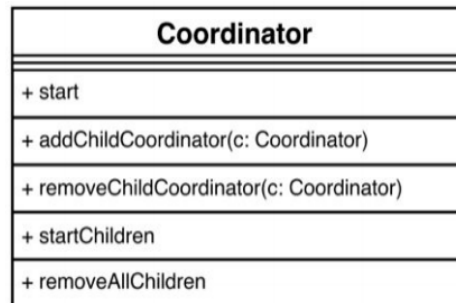 Coordinator
+ start
+ addChildCoordinator(c: Coordinator)
+ removeChildCoordinator(c: Coordinator)
+ startChildren
+ removeAllChildren